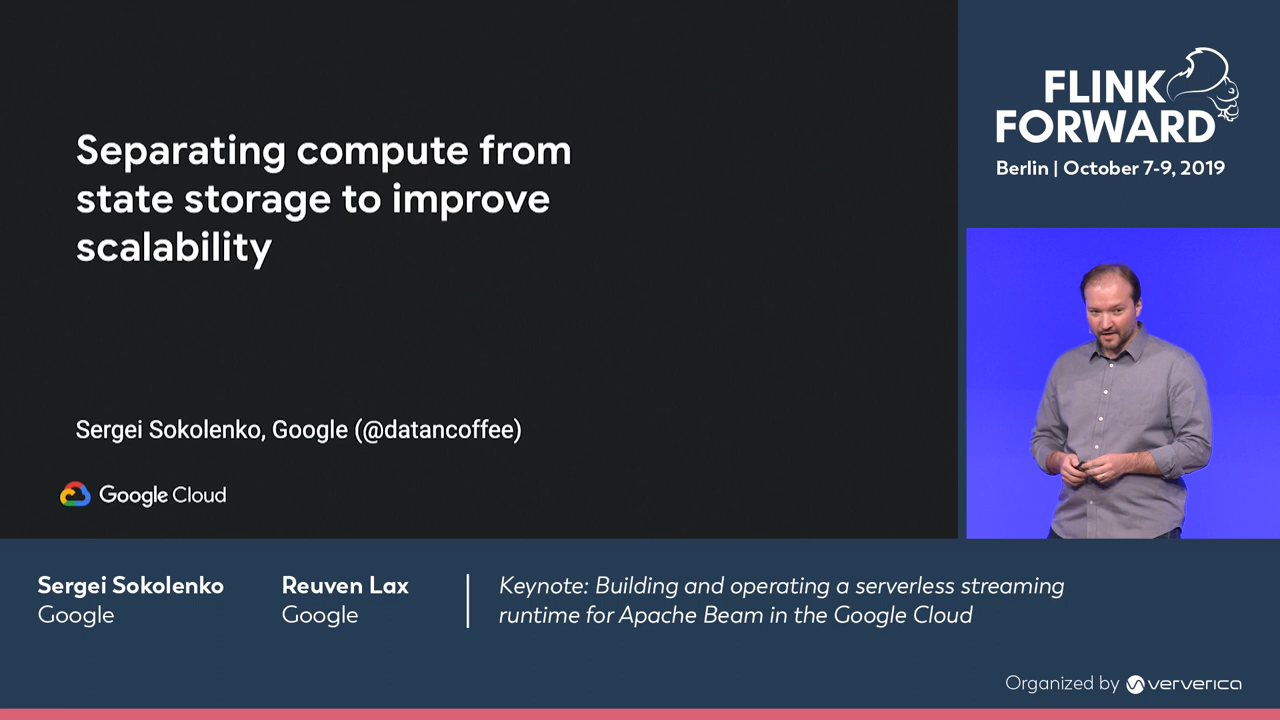 Separating compute from
state storage to improve
scalability
Sergei Sokolenko, Google (@datancoffee)
Google Cloud
FLINK
FORWARD
Berlin | October 7-9, 2019
Sergei Sokolenko
Google
Reuven Lax
Google
Keynote: Building and operating a serverless streaming
runtime for Apache Beam in the Google Cloud
Organized by ververica